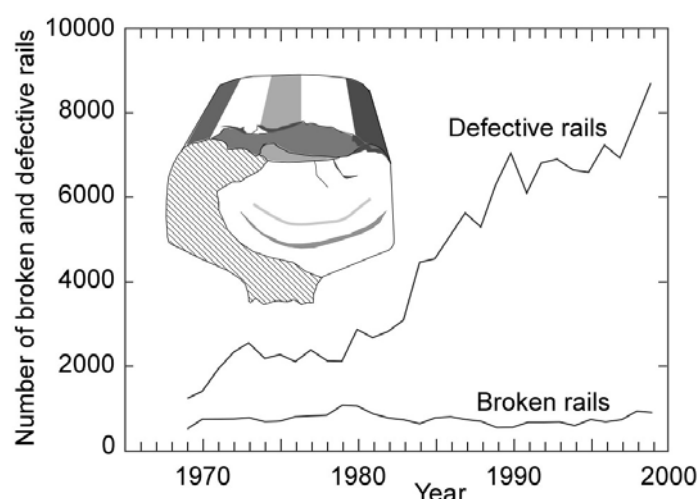 Number of broken and defective rails
10000
8000
6000
4000
2000
0
Defective rails
Broken rails
1970
1980
1990
2000
Year